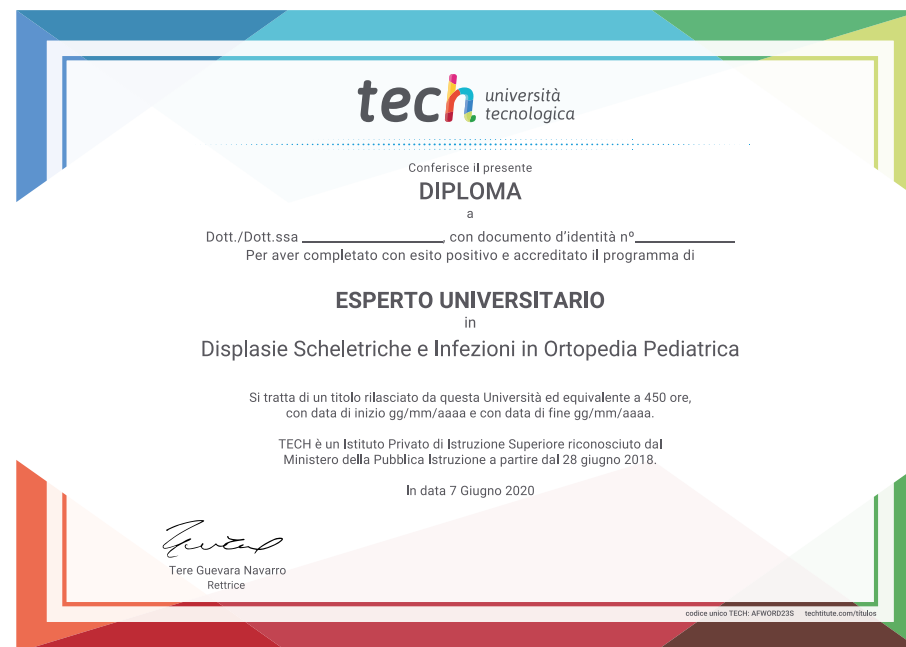 tech università
tecnologica
Conferisce il presente
DIPLOMA
a
Dott./Dott.ssa ____________, con documento d'identità nº____________
Per aver completato con esito positivo e accreditato il programma di
ESPERTO UNIVERSITARIO
in
Displasie Scheletriche e Infezioni in Ortopedia Pediatrica
Si tratta di un titolo rilasciato da questa Università ed equivalente a 450 ore,
con data di inizio gg/mm/aaaa e con data di fine gg/mm/aaaa.
TECH è un Istituto Privato di Istruzione Superiore riconosciuto dal
Ministero della Pubblica Istruzione a partire dal 28 giugno 2018.
In data 7 Giugno 2020
Tere Guevara Navarro
Rettrice
codice unico TECH: AFWORD23S techtitute.com/titulos